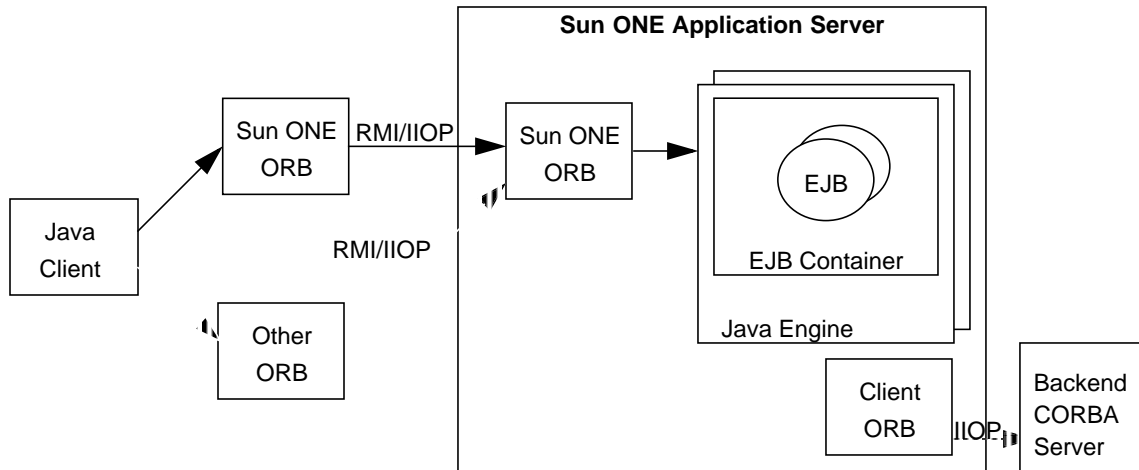 Sun ONE Application Server
Sun ONE
ORB
RMI/IIOP
Sun ONE
ORB
EJB
EJB Container
Java Engine
Java
Client
RMI/IIOP
Other
ORB
Client
ORB
IIOP
Backend
CORBA
Server